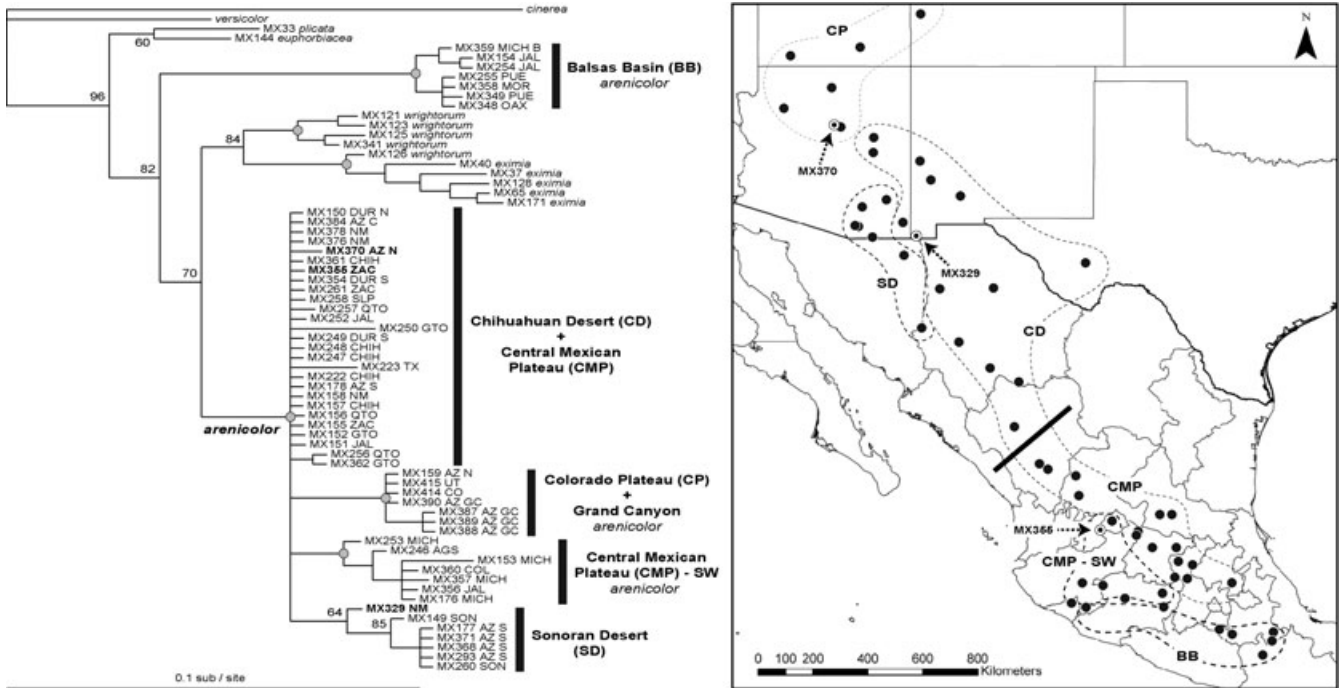 cinerea
versicolor
MX33 plicata
60
MX144 euphorbiacea
96
MX359 MICH B
MX154 JAL
MX254 JAL
MX255 PUE
MX358 MOR
MX349 PUE
MX348 OAX
Balsas Basin (BB)
arenicolor
82
84
MX121 wrightorum
MX123 wrightorum
MX125 wrightorum
MX341 wrightorum
MX126 wrightorum
MX40 eximia
MX37 eximia
MX128 eximia
MX65 eximia
MX171 eximia
70
MX150 DUR N
MX384 AZ C
MX378 NM
MX376 NM
MX370 AZ N
MX361 CHIH
MX355 ZAC
MX354 DUR S
MX261 ZAC
MX258 SLP
MX257 QTO
MX252 JAL
MX250 GTO
MX249 DUR S
MX248 CHIH
MX247 CHIH
MX223 TX
MX222 CHIH
MX178 AZ S
MX158 NM
MX157 CHIH
MX156 QTO
MX155 ZAC
MX152 GTO
MX151 JAL
MX256 QTO
MX362 GTO
arenicolor
Chihuahuan Desert (CD)
+
Central Mexican
Plateau (CMP)
MX159 AZ N
MX415 UT
MX414 CO
MX390 AZ GC
MX387 AZ GC
MX389 AZ GC
MX388 AZ GC
Colorado Plateau (CP)
+
Grand Canyon
arenicolor
MX253 MICH
MX246 AGS
MX153 MICH
MX360 COL
MX357 MICH
MX356 JAL
MX176 MICH
Central Mexican
Plateau (CMP) - SW
arenicolor
64
MX329 NM
85
MX149 SON
MX177 AZ S
MX371 AZ S
MX368 AZ S
MX293 AZ S
MX260 SON
Sonoran Desert
(SD)
0.1 sub / site
N
CP
MX370
MX329
SD
CD
CMP
MX355
CMP - SW
BB
0 100 200 400 600 800
Kilometers